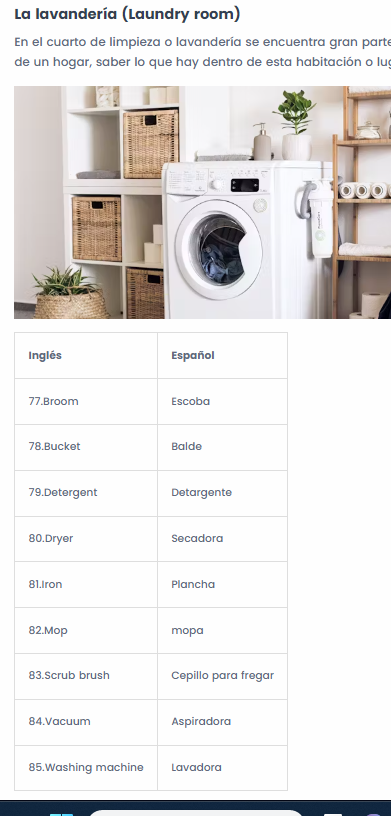 La lavandería (Laundry room)
En el cuarto de limpieza o lavandería se encuentra gran parte
de un hogar, saber lo que hay dentro de esta habitación o
Inglés Español
77.Broom Escoba
78.Bucket Balde
79.Detergent Detargente
80.Dryer Secadora
81.Iron Plancha
82.Mop mopa
83.Scrub brush Cepillo para fregar
84.Vacuum Aspiradora
85.Washing machine Lavadora